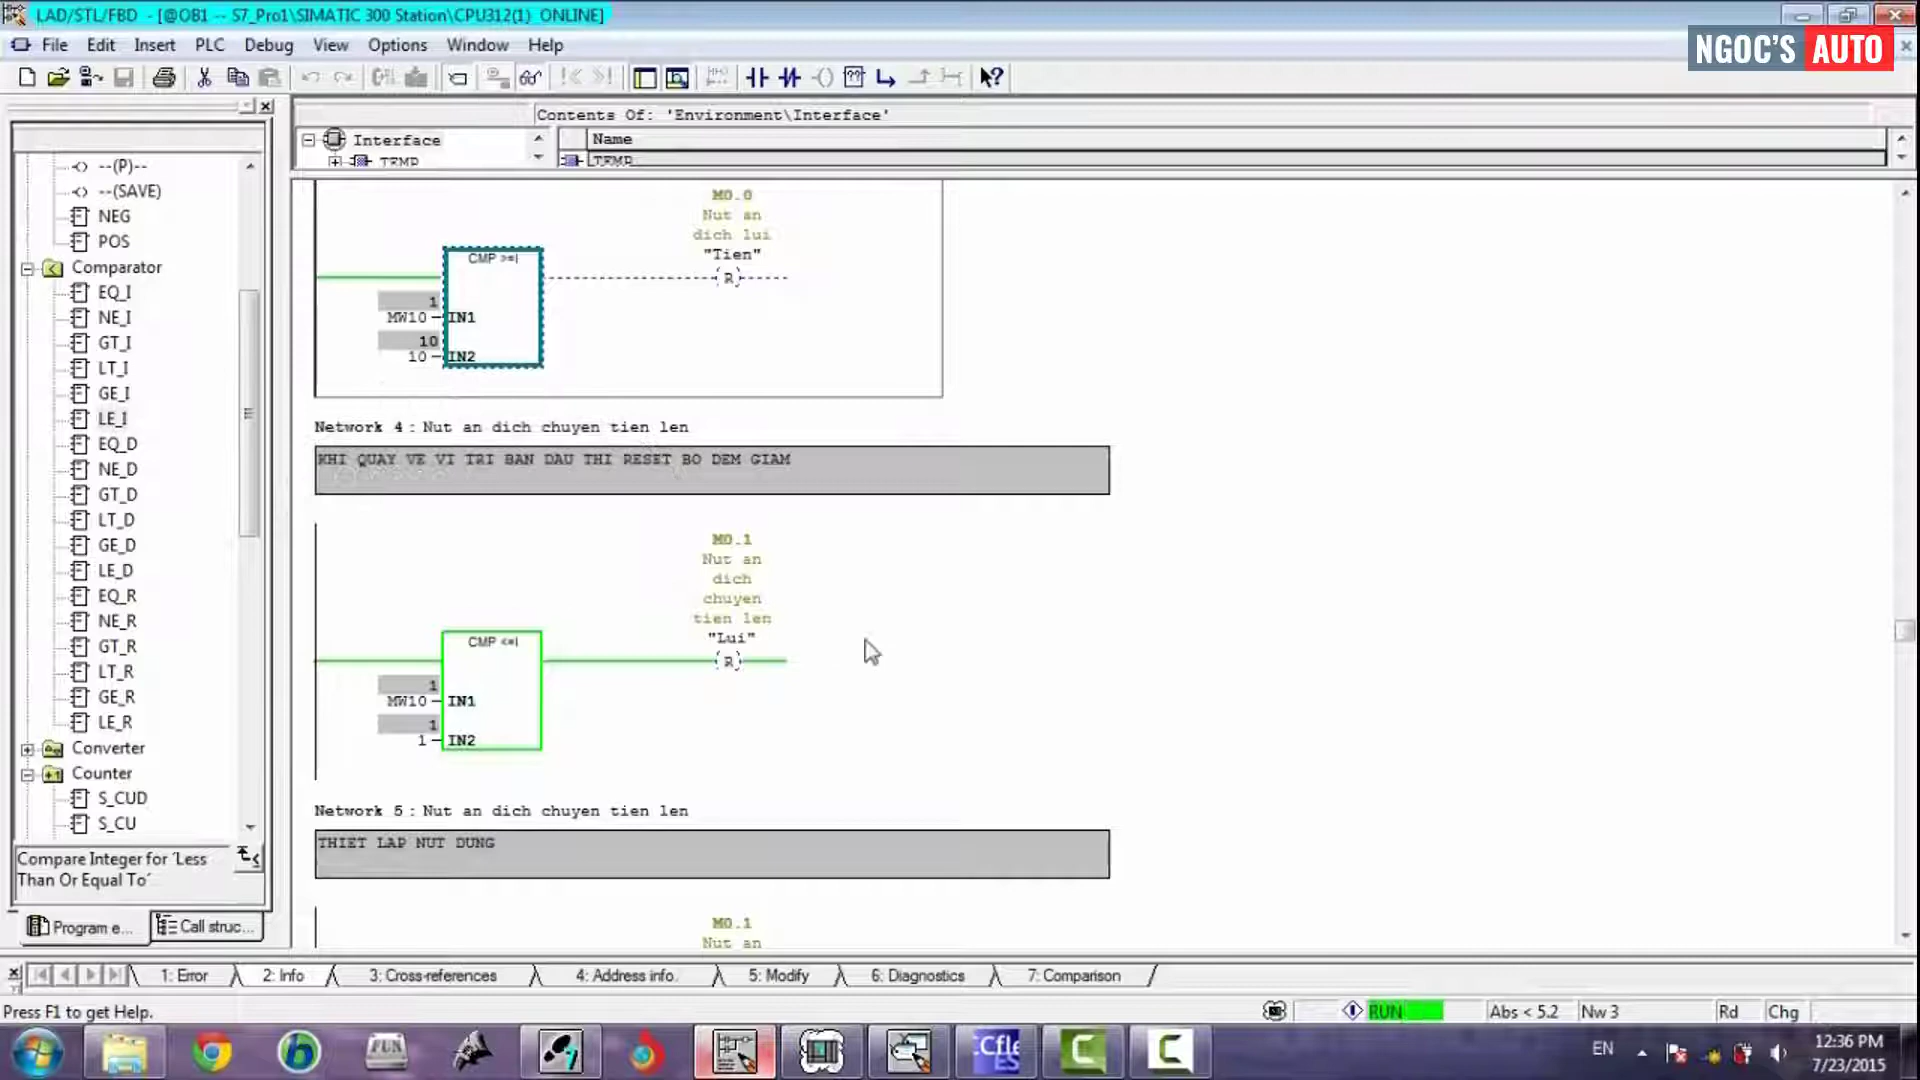 LAD/STL/FBD - [@OB1 -- S7_Pro1\SIMATIC 300 Station\CPU312(1) ONLINE]
File Edit Insert PLC Debug View Options Window Help
NGOC'S AUTO
Contents Of: 'Environment\Interface'
Interface
Name
TEMP
TEMP
--(P)--
--(SAVE)
NEG
POS
Comparator
EQ_I
NE_I
GT_I
LT_I
GE_I
LE_I
EQ_D
NE_D
GT_D
LT_D
GE_D
LE_D
EQ_R
NE_R
GT_R
LT_R
GE_R
LE_R
Converter
Counter
S_CUD
S_CU
Compare Integer for 'Less
Than Or Equal To'
Program e...
Call struc...
M0.0
Nut an
dich lui
"Tien"
CMP >=I
R
1
MW10 IN1
10
10 IN2
Network 4 : Nut an dich chuyen tien len
KHI QUAY VE VI TRI BAN DAU THI RESET BO DEM GIAM
M0.1
Nut an
dich
chuyen
tien len
"Lui"
CMP <=I
R
1
MW10 IN1
1
1 IN2
Network 5 : Nut an dich chuyen tien len
THIET LAP NUT DUNG
M0.1
Nut an
1: Error 2: Info 3: Cross-references 4: Address info. 5: Modify 6: Diagnostics 7: Comparison
Press F1 to get Help.
RUN
Abs < 5.2
Nw 3
Rd
Chg
EN
12:36 PM
7/23/2015